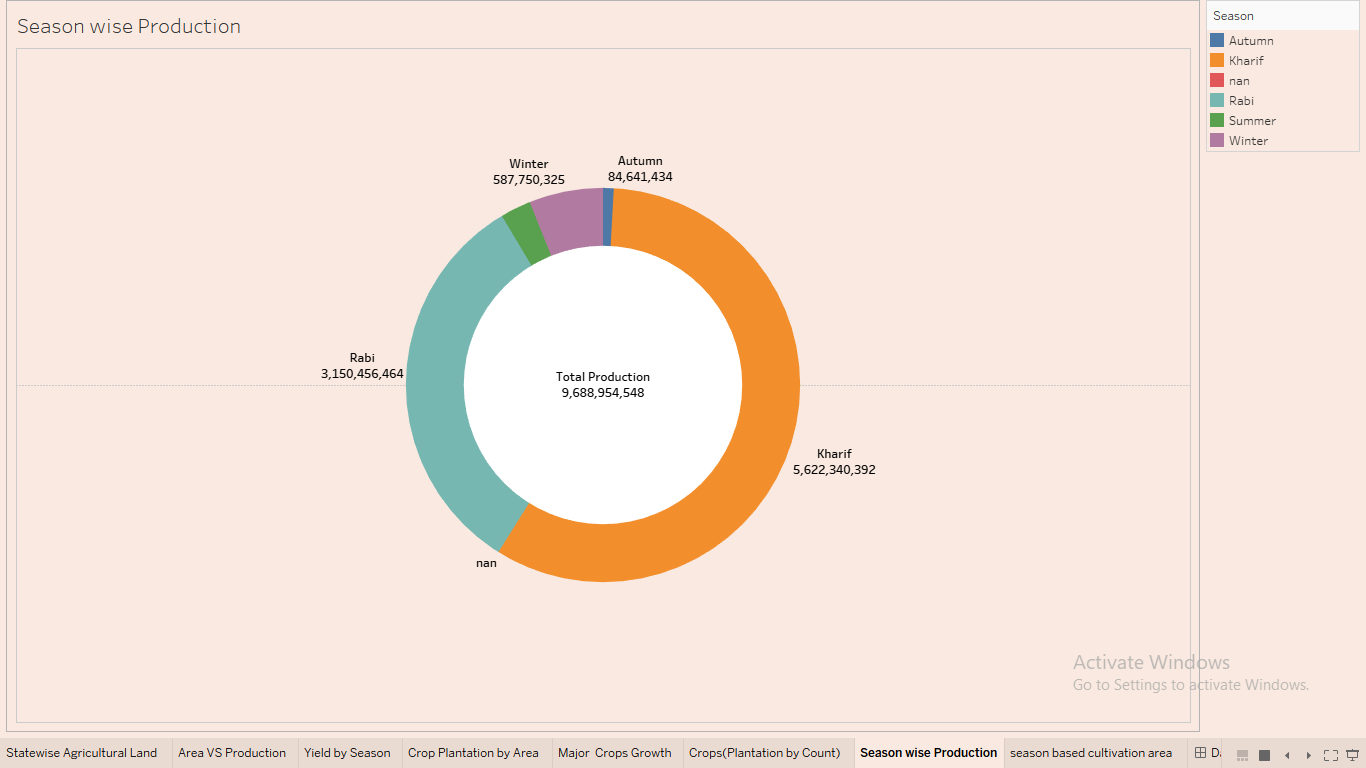 Season wise Production
Season
Autumn
Kharif
nan
Rabi
Summer
Winter
Winter
587,750,325
Autumn
84,641,434
Rabi
3,150,456,464
Total Production
9,688,954,548
Kharif
5,622,340,392
nan
Activate Windows
Go to Settings to activate Windows.
Statewise Agricultural Land
Area VS Production
Yield by Season
Crop Plantation by Area
Major Crops Growth
Crops(Plantation by Count)
Season wise Production
season based cultivation area